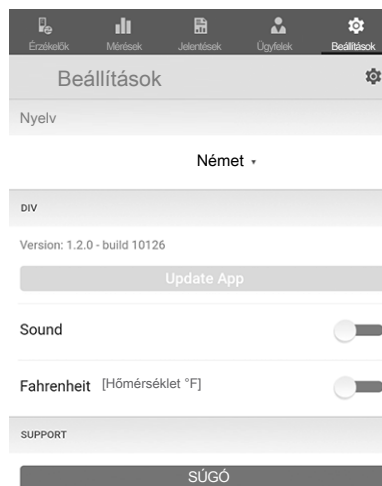 Érzékelők Mérések Jelentések Ügyfelek Beállítások
Beállítások
Nyelv
Német
DIV
Version: 1.2.0 - build 10126
Update App
Sound
Fahrenheit [Hőmérséklet °F]
SUPPORT
SÚGÓ